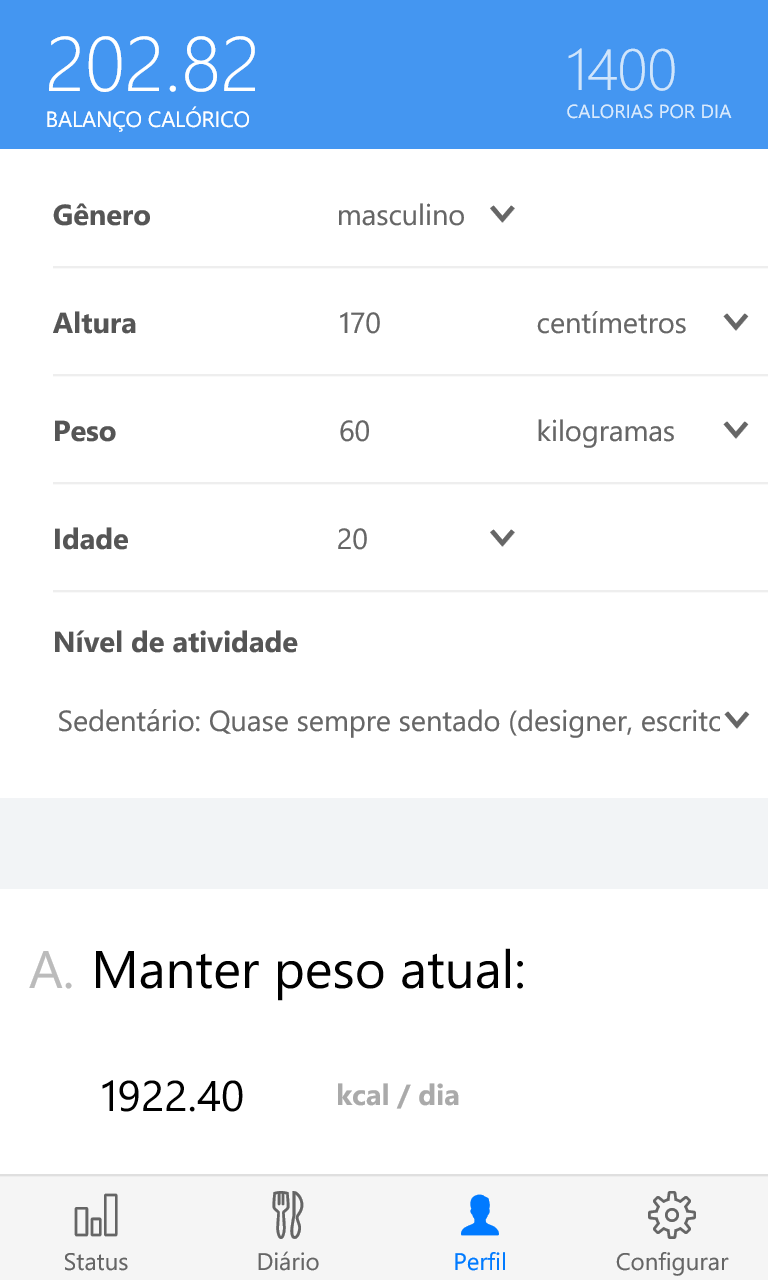 202.82
1400
BALANÇO CALÓRICO
CALORIAS POR DIA
Gênero masculino
Altura 170 centímetros
Peso 60 kilogramas
Idade 20
Nível de atividade
Sedentário: Quase sempre sentado (designer, escritc
A. Manter peso atual:
1922.40 kcal / dia
Status Diário Perfil Configurar